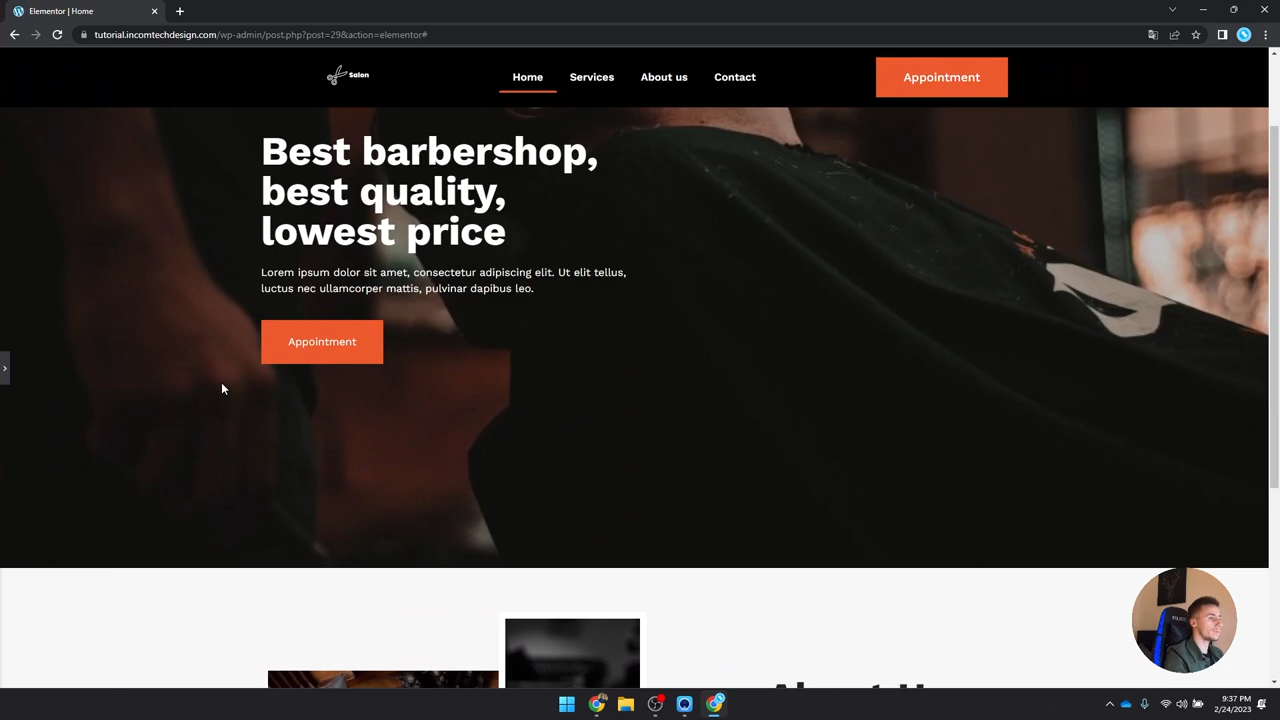 Elementor | Home
tutorial.incomtechdesign.com/wp-admin/post.php?post=29&action=elementor#
Salon
Home
Services
About us
Contact
Appointment
Best barbershop,
best quality,
lowest price
Lorem ipsum dolor sit amet, consectetur adipiscing elit. Ut elit tellus,
luctus nec ullamcorper mattis, pulvinar dapibus leo.
Appointment
9:37 PM
2/24/2023